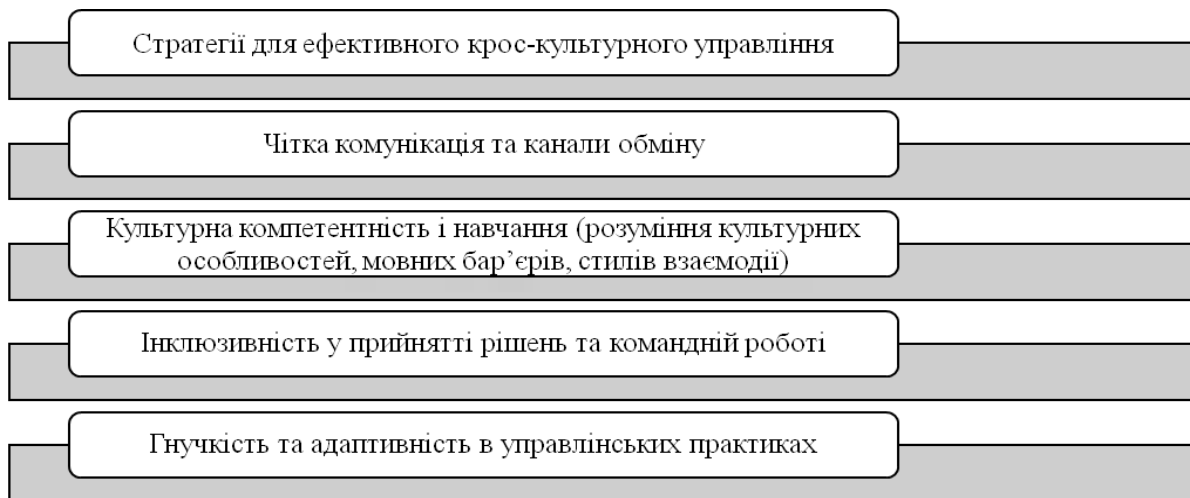 Стратегії для ефективного крос-культурного управління
Чітка комунікація та канали обміну
Культурна компетентність і навчання (розуміння культурних
особливостей, мовних бар’єрів, стилів взаємодії)
Інклюзивність у прийнятті рішень та командній роботі
Гнучкість та адаптивність в управлінських практиках